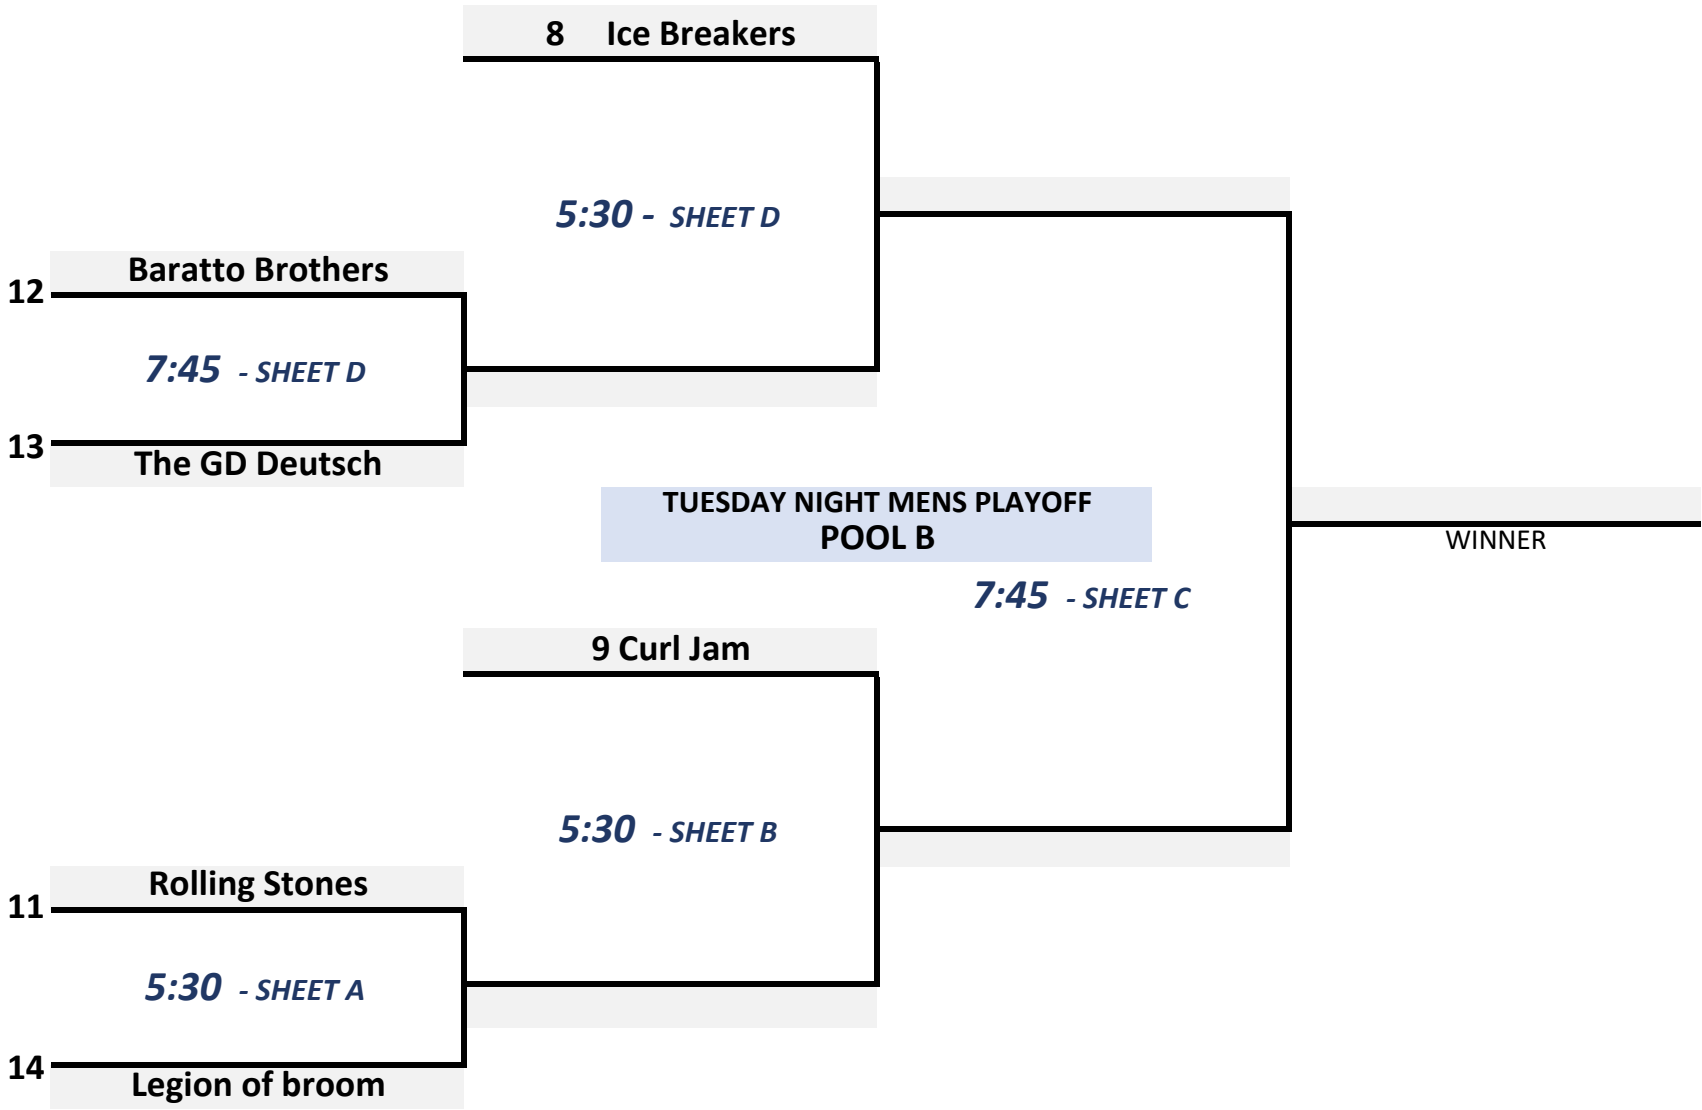 8 Ice Breakers
5:30 - SHEET D
Baratto Brothers
12
7:45 - SHEET D
13
The GD Deutsch
TUESDAY NIGHT MENS PLAYOFF
POOL B
WINNER
7:45 - SHEET C
9 Curl Jam
5:30 - SHEET B
Rolling Stones
11
5:30 - SHEET A
14
Legion of broom